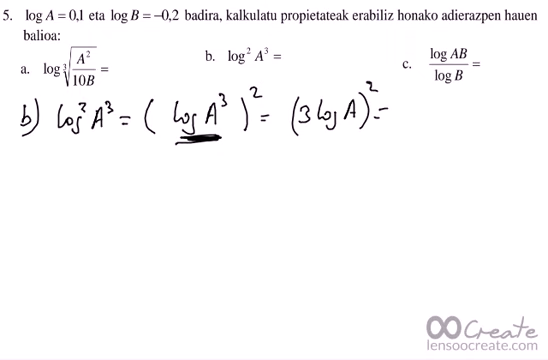 5. log A = 0,1 eta log B = –0,2 badira, kalkulatu propietateak erabiliz honako adierazpen hauen
balioa:
a. log ∛(A²/10B) =
b. log² A³ =
c. log AB / log B =
b) log² A³ = ( log A³ )² = (3 log A)² =
Create
lensoocreate.com